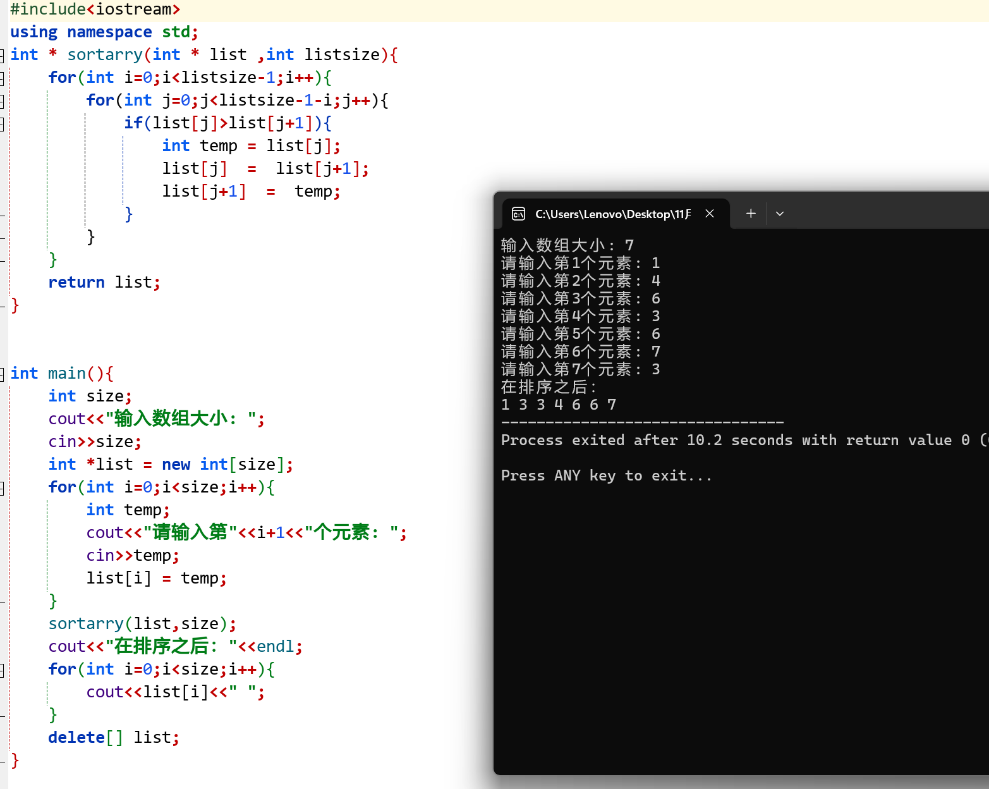 #include<iostream>
using namespace std;
int * sortarry(int * list ,int listsize){
for(int i=0;i<listsize-1;i++){
for(int j=0;j<listsize-1-i;j++){
if(list[j]>list[j+1]){
int temp = list[j];
list[j]  =  list[j+1];
list[j+1]  =  temp;
}
}
}
return list;
}
int main(){
int size;
cout<<"输入数组大小: ";
cin>>size;
int *list = new int[size];
for(int i=0;i<size;i++){
int temp;
cout<<"请输入第"<<i+1<<"个元素: ";
cin>>temp;
list[i] = temp;
}
sortarry(list,size);
cout<<"在排序之后: "<<endl;
for(int i=0;i<size;i++){
cout<<list[i]<<" ";
}
delete[] list;
}
C:\Users\Lenovo\Desktop\11
输入数组大小: 7
请输入第1个元素: 1
请输入第2个元素: 4
请输入第3个元素: 6
请输入第4个元素: 3
请输入第5个元素: 6
请输入第6个元素: 7
请输入第7个元素: 3
在排序之后:
1 3 3 4 6 6 7
--------------------------------
Process exited after 10.2 seconds with return value 0 (
Press ANY key to exit...